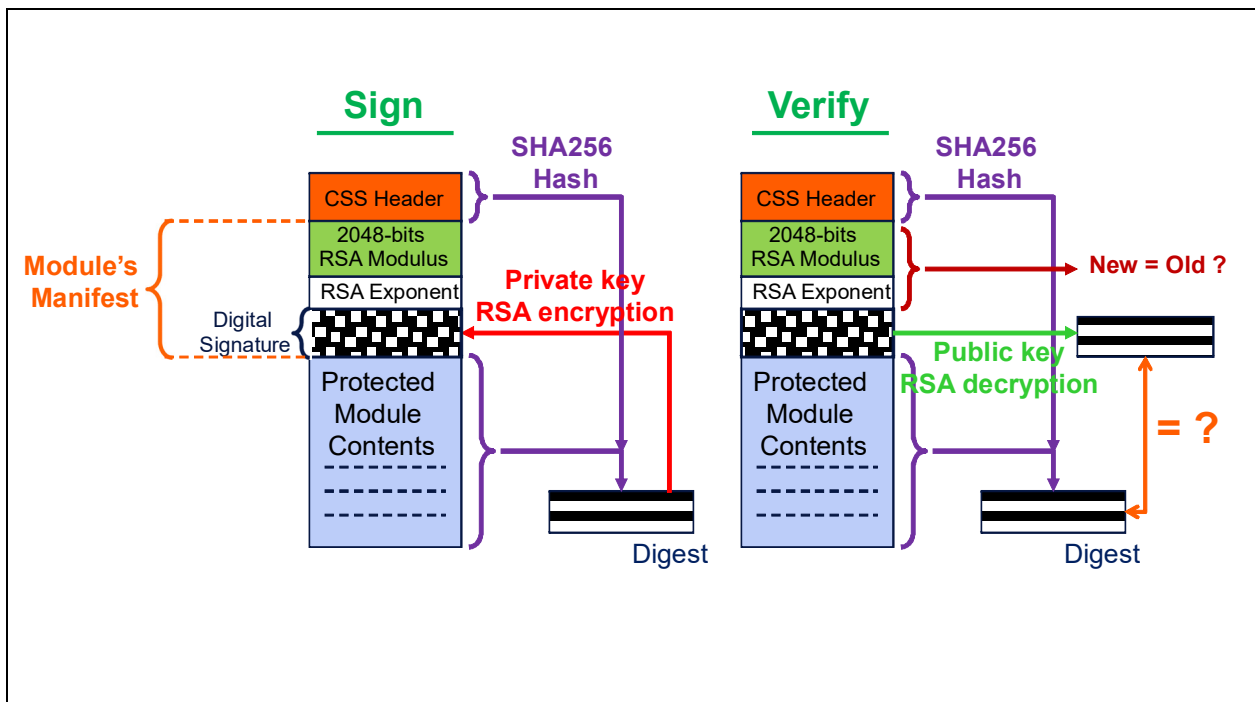 Sign
SHA256
Hash
CSS Header
2048-bits
RSA Modulus
RSA Exponent
Module’s
Manifest
Digital
Signature
Private key
RSA encryption
Protected
Module
Contents
Digest
Verify
SHA256
Hash
CSS Header
2048-bits
RSA Modulus
RSA Exponent
New = Old ?
Public key
RSA decryption
Protected
Module
Contents
= ?
Digest